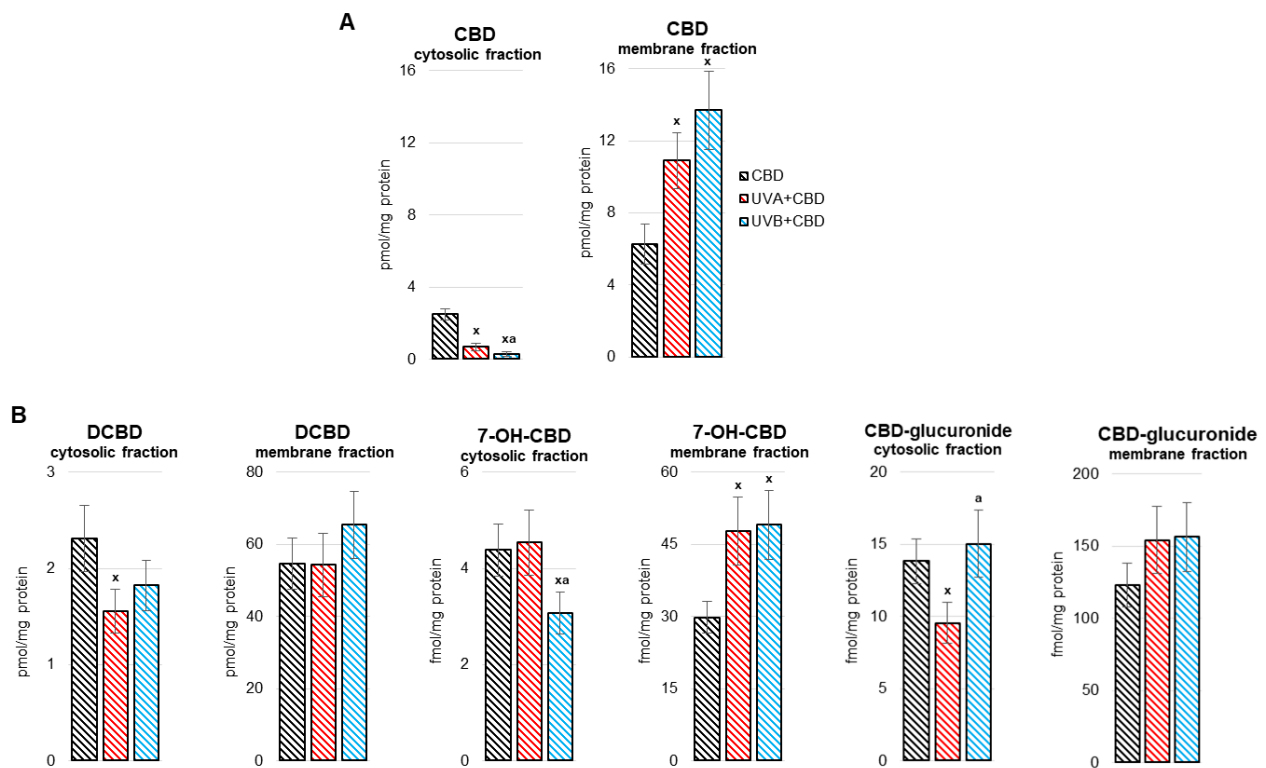 A
CBD
cytosolic fraction
pmol/mg protein
16
12
8
4
0
x
xa
CBD
membrane fraction
pmol/mg protein
16
12
8
4
0
x
x
CBD
UVA+CBD
UVB+CBD
B
DCBD
cytosolic fraction
pmol/mg protein
3
2
1
0
x
DCBD
membrane fraction
pmol/mg protein
80
60
40
20
0
7-OH-CBD
cytosolic fraction
fmol/mg protein
6
4
2
0
xa
7-OH-CBD
membrane fraction
fmol/mg protein
60
45
30
15
0
x
x
CBD-glucuronide
cytosolic fraction
fmol/mg protein
20
15
10
5
0
x
a
CBD-glucuronide
membrane fraction
fmol/mg protein
200
150
100
50
0